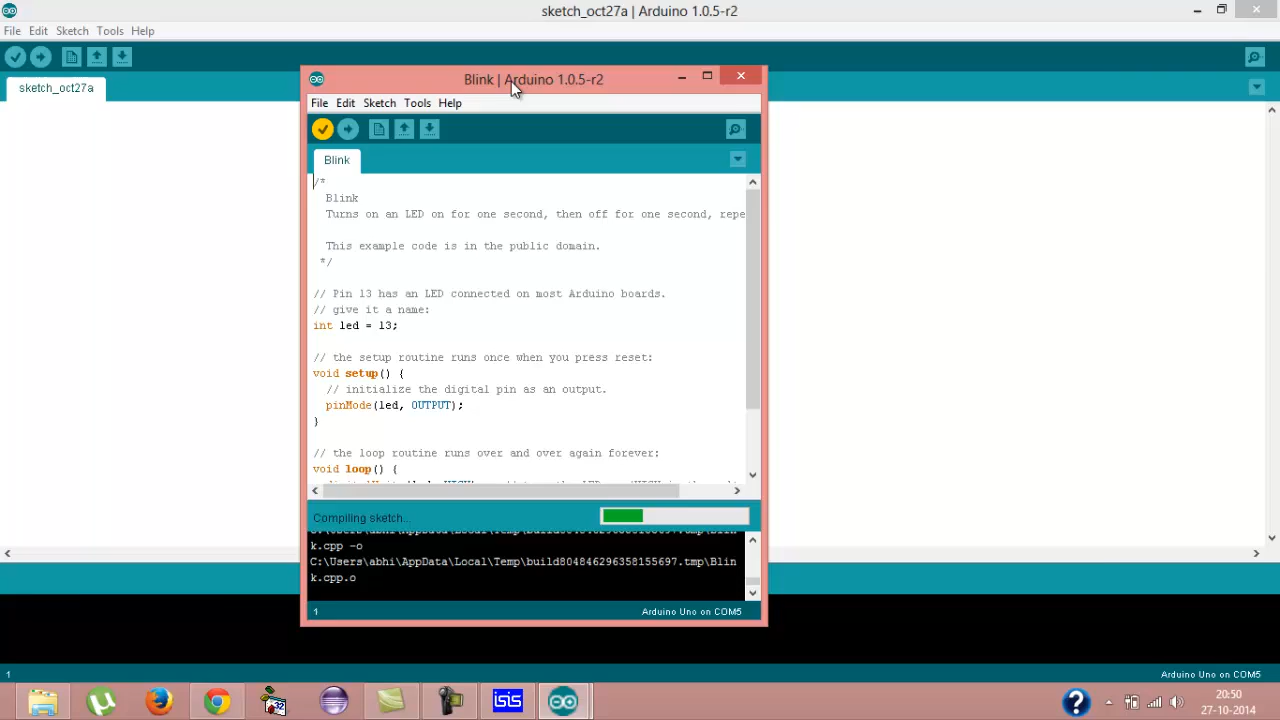 sketch_oct27a | Arduino 1.0.5-r2
File Edit Sketch Tools Help
sketch_oct27a
Blink | Arduino 1.0.5-r2
File Edit Sketch Tools Help
Blink
/*
Blink
Turns on an LED on for one second, then off for one second, repe
This example code is in the public domain.
*/
// Pin 13 has an LED connected on most Arduino boards.
// give it a name:
int led = 13;
// the setup routine runs once when you press reset:
void setup() {
// initialize the digital pin as an output.
pinMode(led, OUTPUT);
}
// the loop routine runs over and over again forever:
void loop() {
Compiling sketch...
k.cpp -o
C:\Users\abhi\AppData\Local\Temp\build804846296358155697.tmp\Blin
k.cpp.o
1
Arduino Uno on COM5
1
Arduino Uno on COM5
32
isis
20:50
27-10-2014